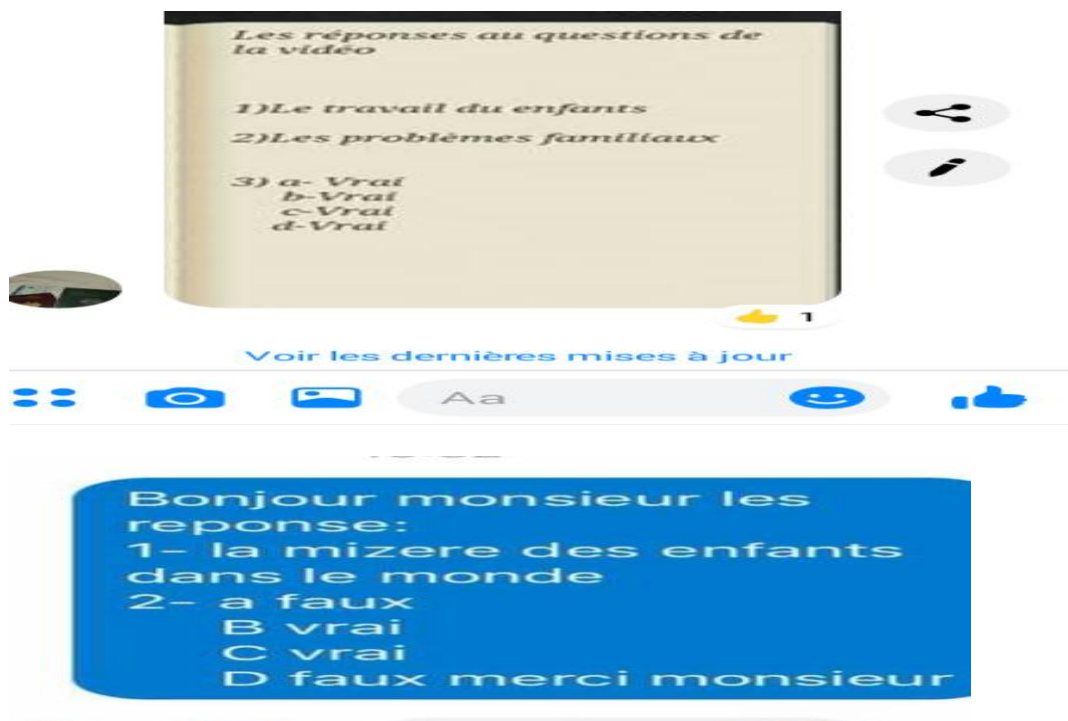 Les réponses au questions de
la vidéo
1)Le travail du enfants
2)Les problèmes familiaux
3) a- Vrai
b-Vrai
c-Vrai
d-Vrai
1
Voir les dernières mises à jour
Aa
Bonjour monsieur les
reponse:
1- la mizere des enfants
dans le monde
2- a faux
B vrai
C vrai
D faux merci monsieur